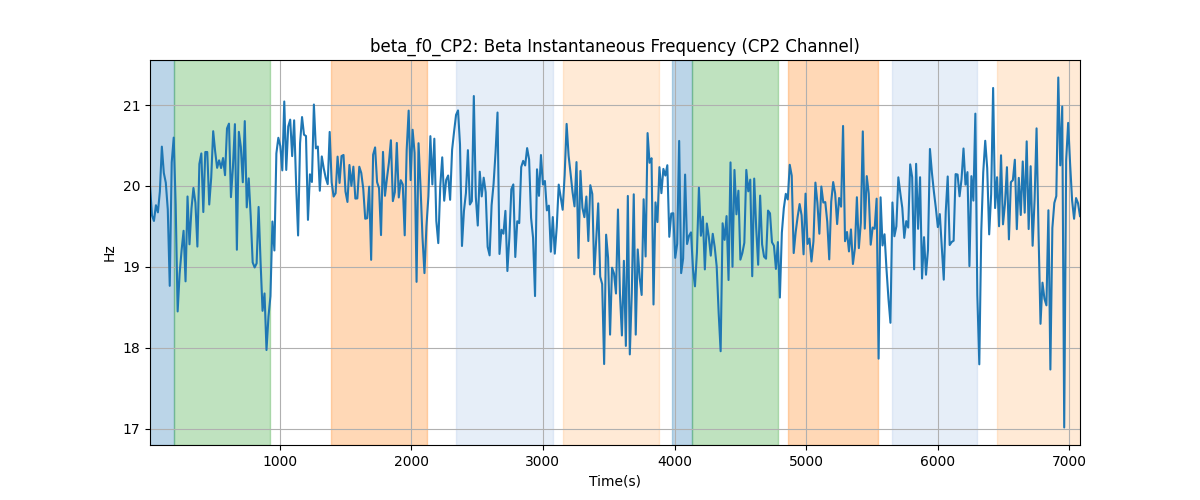 beta_f0_CP2: Beta Instantaneous Frequency (CP2 Channel)
21
20
19
18
17
Hz
1000 2000 3000 4000 5000 6000 7000
Time(s)